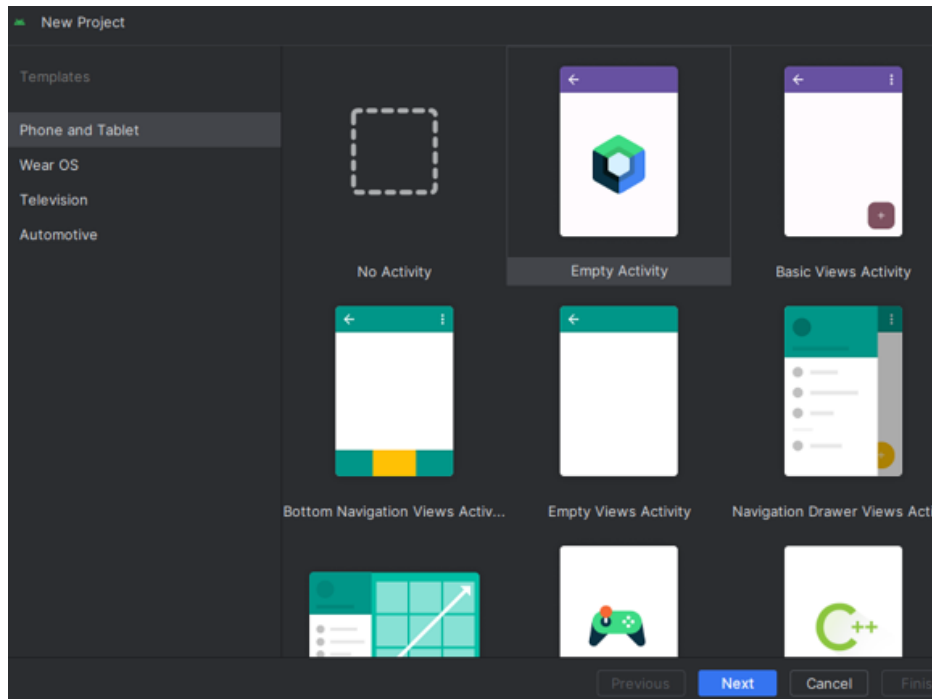 New Project
Templates
Phone and Tablet
Wear OS
Television
Automotive
No Activity
Empty Activity
Basic Views Activity
Bottom Navigation Views Activ...
Empty Views Activity
Navigation Drawer Views Acti
C++
Previous
Next
Cancel
Finis